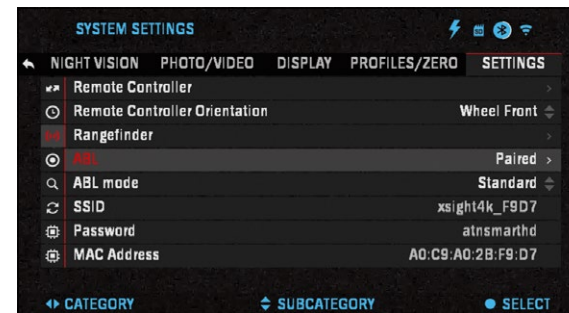 SYSTEM SETTINGS
NIGHT VISION PHOTO/VIDEO DISPLAY PROFILES/ZERO SETTINGS
Remote Controller
Remote Controller Orientation Wheel Front
Rangefinder
ABL Paired
ABL mode Standard
SSID xsight4k_F9D7
Password atnsmarthd
MAC Address A0:C9:A0:2B:F9:D7
CATEGORY SUBCATEGORY SELECT